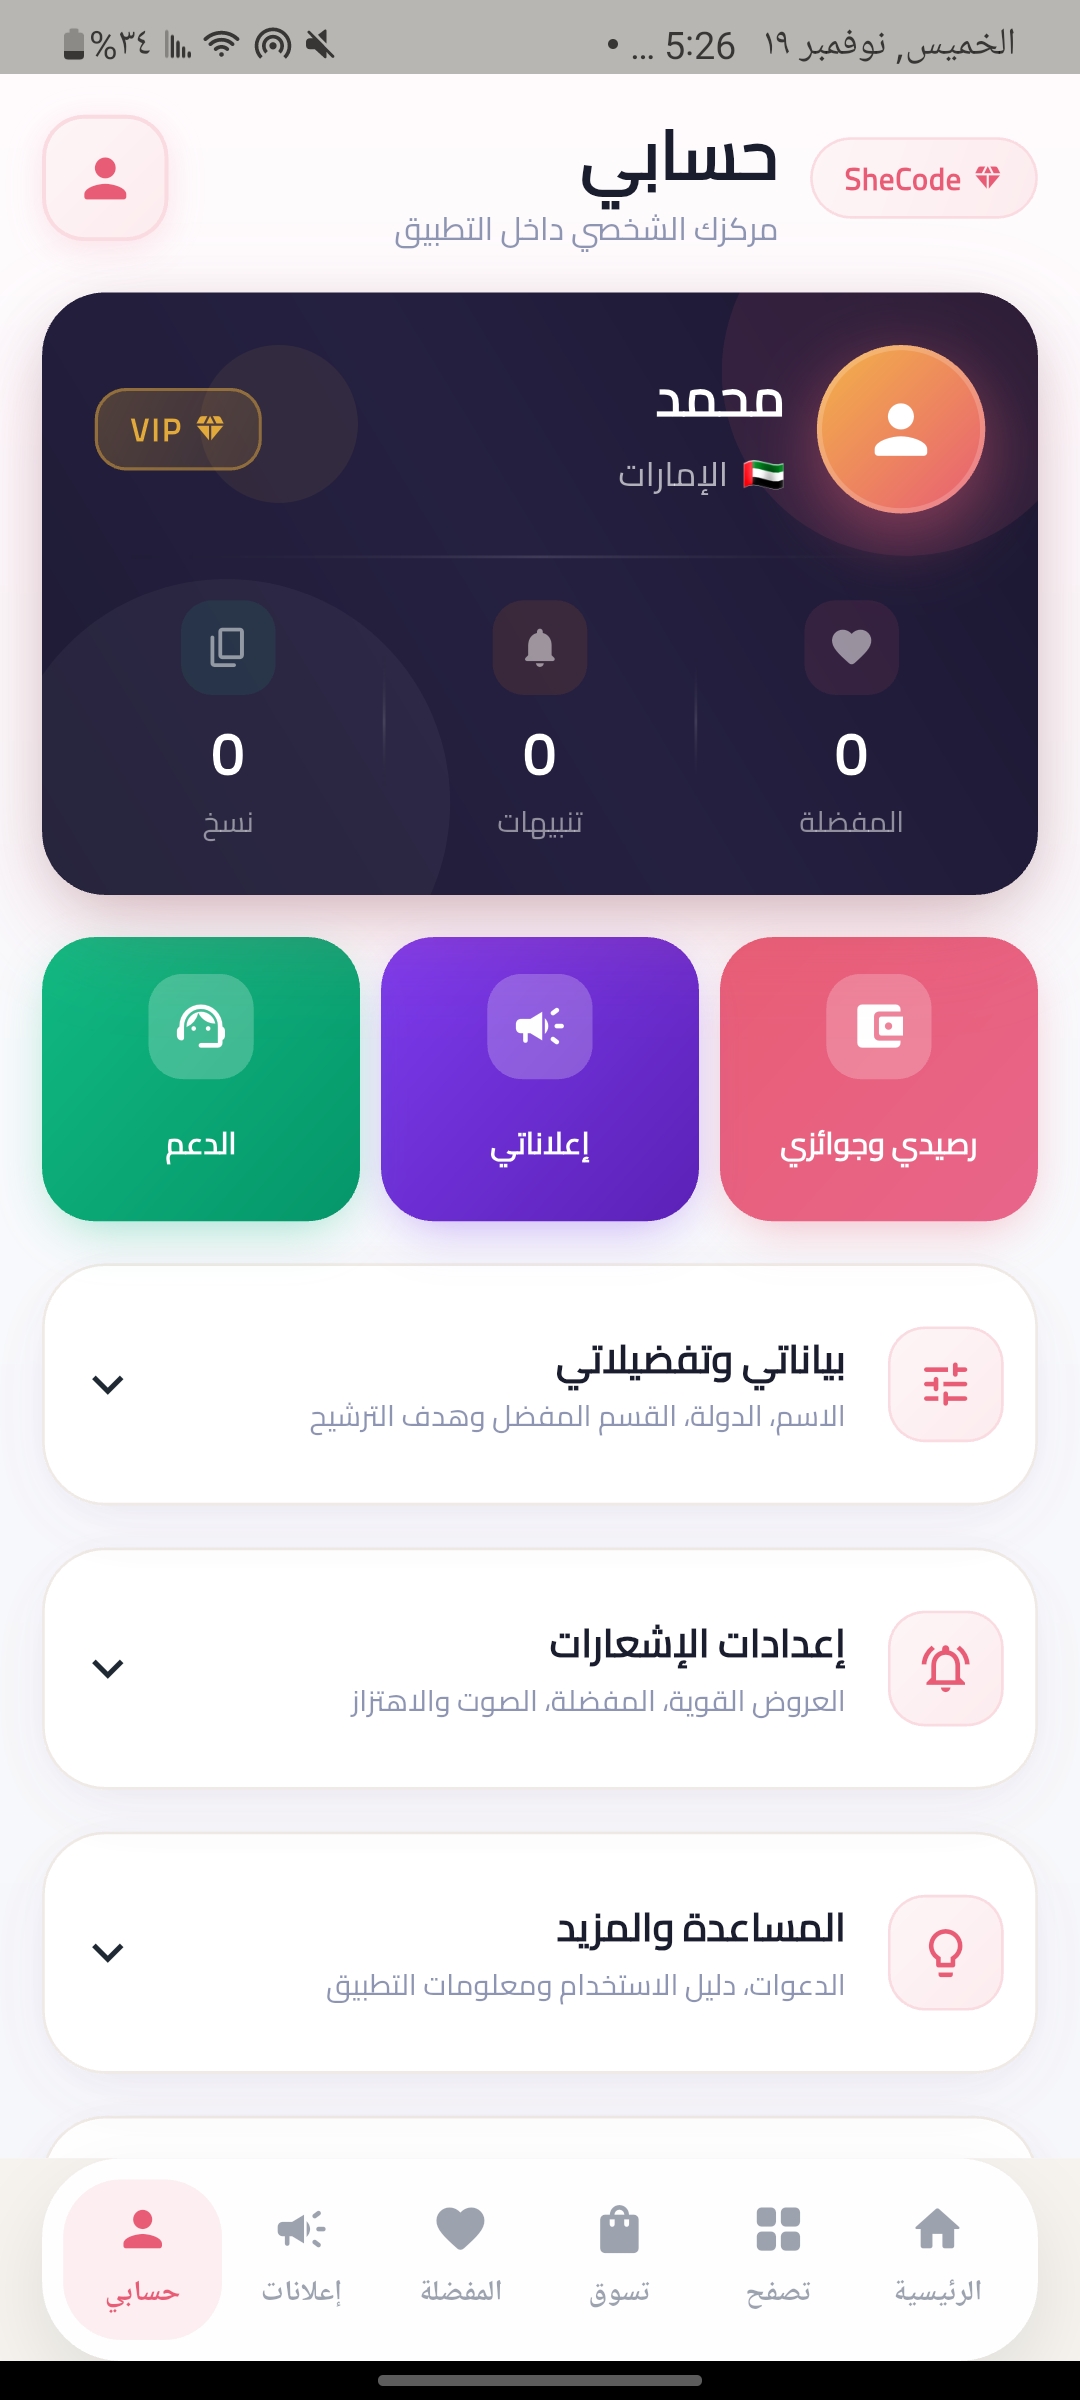 الخميس, نوفمبر ١٩ 5:26 ... •
%٣٤
SheCode
حسابي
مركزك الشخصي داخل التطبيق
محمد
الإمارات
VIP
0 0 0
المفضلة تنبيهات نسخ
رصيدي وجوائزي إعلاناتي الدعم
بياناتي وتفضيلاتي
الاسم، الدولة، القسم المفضل وهدف الترشيح
إعدادات الإشعارات
العروض القوية، المفضلة، الصوت والاهتزاز
المساعدة والمزيد
الدعوات، دليل الاستخدام ومعلومات التطبيق
الرئيسية تصفح تسوق المفضلة إعلانات حسابي